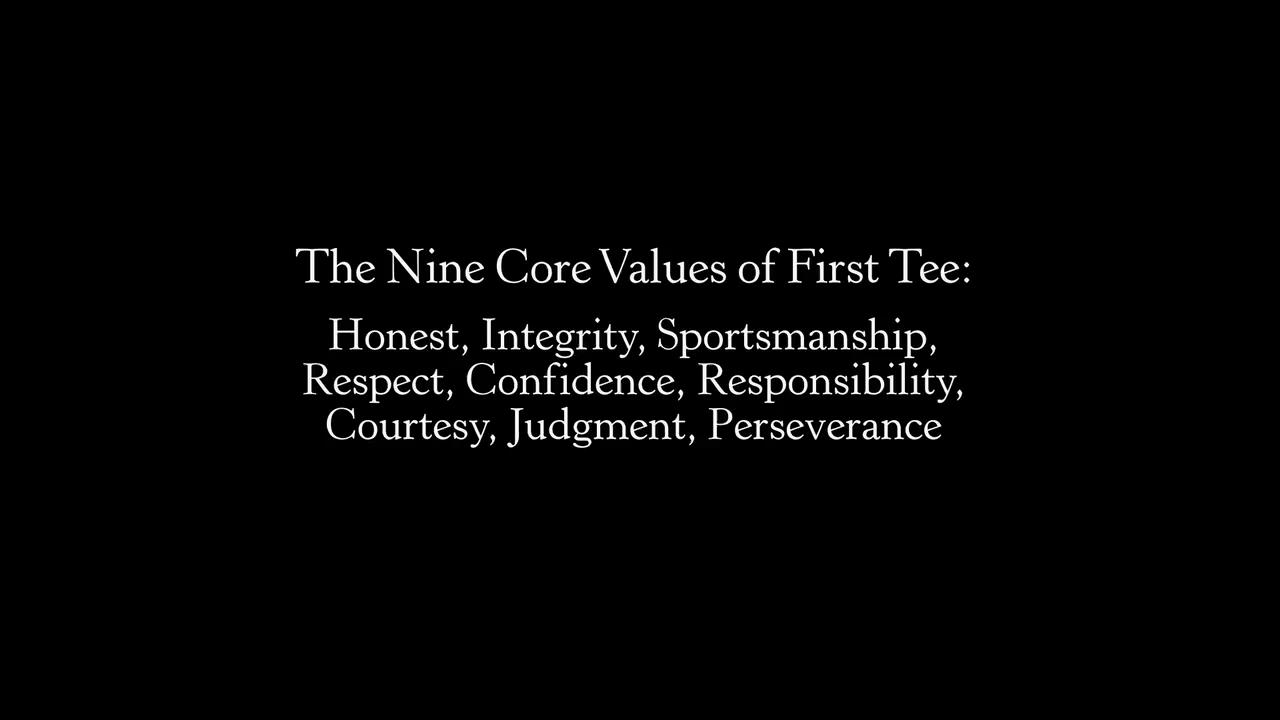 The Nine Core Values of First Tee:
Honest, Integrity, Sportsmanship,
Respect, Confidence, Responsibility,
Courtesy, Judgment, Perseverance